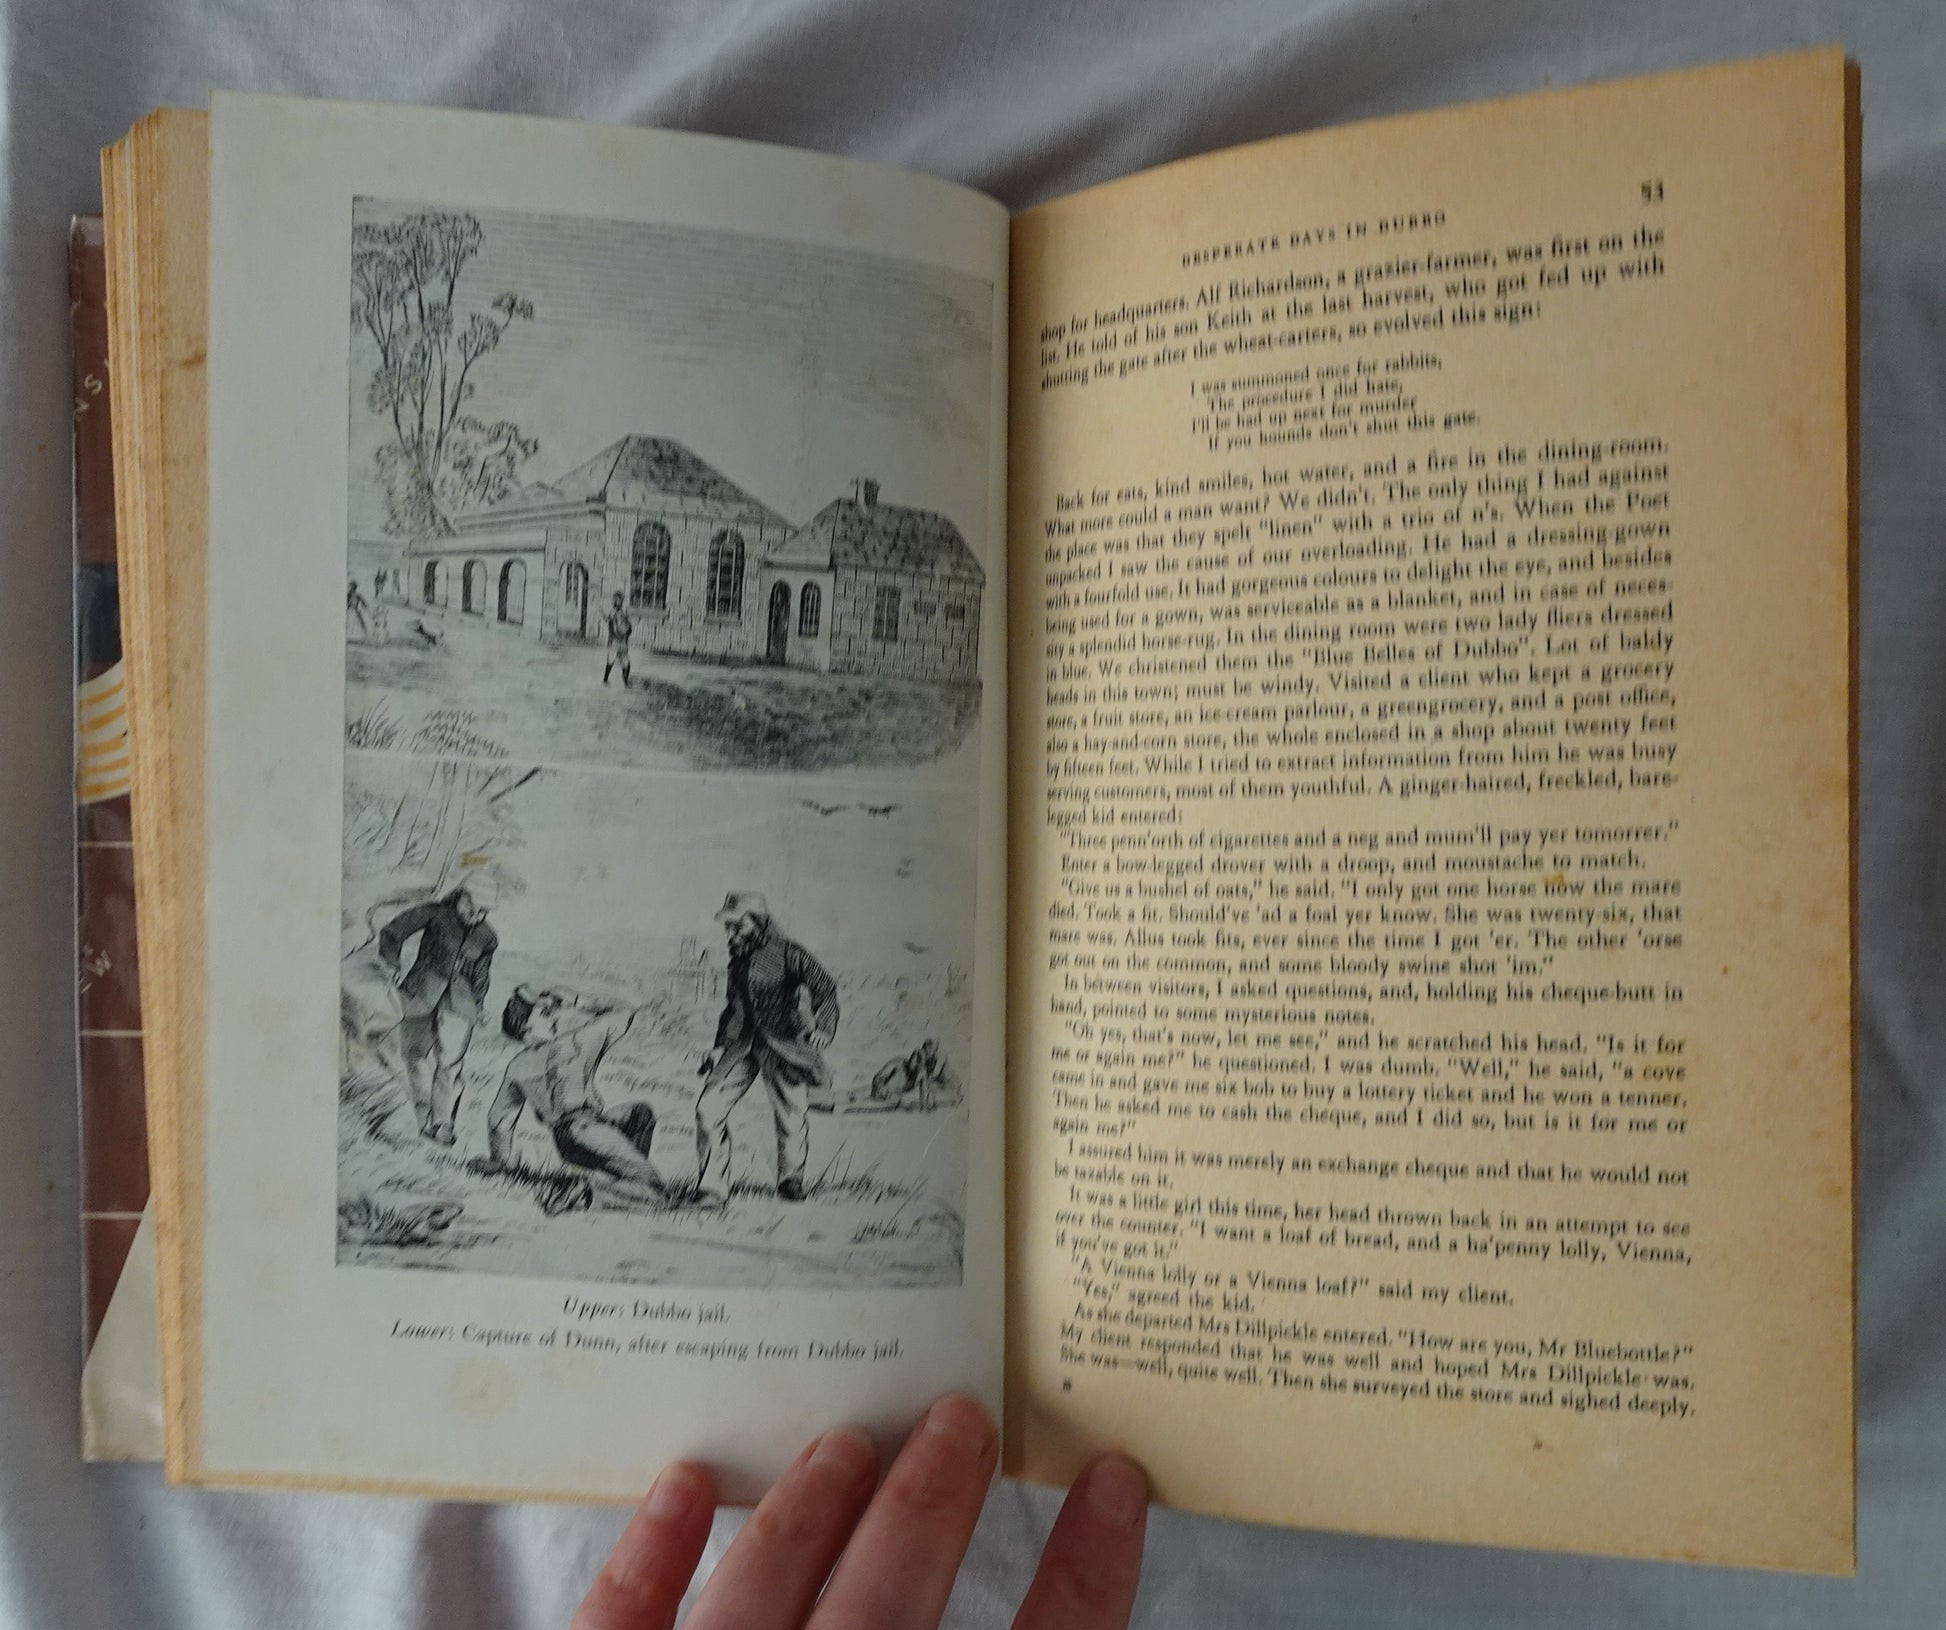 Upper: Dubbo jail.
Lower: Capture of Dunn, after escaping from Dubbo jail.
DESPERATE DAYS IN DUBBO
53
shop for headquarters. Alf Richardson, a grazier-farmer, was first on the
list. He told of his son Keith at the last harvest, who got fed up with
shutting the gate after the wheat-carters, so evolved this sign:
I was summoned once for rabbits,
The procedure I did hate,
I'll be had up next for murder
If you hounds don't shut this gate.
Back for eats, kind smiles, hot water, and a fire in the dining-room.
What more could a man want? We didn't. The only thing I had against
the place was that they spelt "linen" with a trio of n's. When the Poet
unpacked I saw the cause of our overloading. He had a dressing-gown
with a fourfold use. It had gorgeous colours to delight the eye, and besides
being used for a gown, was serviceable as a blanket, and in case of neces-
sity a splendid horse-rug. In the dining room were two lady fliers dressed
in blue. We christened them the "Blue Belles of Dubbo". Lot of baldy
heads in this town; must be windy. Visited a client who kept a grocery
store, a fruit store, an ice-cream parlour, a greengrocery, and a post office,
also a hay-and-corn store, the whole enclosed in a shop about twenty feet
by fifteen feet. While I tried to extract information from him he was busy
serving customers, most of them youthful. A ginger-haired, freckled, bare-
legged kid entered:
"Three penn'orth of cigarettes and a neg and mum'll pay yer tomorrer."
Enter a bow-legged drover with a droop, and moustache to match.
"Give us a bushel of oats," he said. "I only got one horse now the mare
died. Took a fit. Should've 'ad a foal yer know. She was twenty-six, that
mare was. Allus took fits, ever since the time I got 'er. The other 'orse
got out on the common, and some bloody swine shot 'im."
In between visitors, I asked questions, and, holding his cheque-butt in
hand, pointed to some mysterious notes.
"Oh yes, that's now, let me see," and he scratched his head. "Is it for
me or again me?" he questioned. I was dumb. "Well," he said, "a cove
came in and gave me six bob to buy a lottery ticket and he won a tenner.
Then he asked me to cash the cheque, and I did so, but is it for me or
again me?"
I assured him it was merely an exchange cheque and that he would not
be taxable on it.
It was a little girl this time, her head thrown back in an attempt to see
over the counter. "I want a loaf of bread, and a ha'penny lolly, Vienna,
if you've got it."
"A Vienna lolly or a Vienna loaf?" said my client.
"Yes," agreed the kid.
As she departed Mrs Dillpickle entered. "How are you, Mr Bluebottle?"
My client responded that he was well and hoped Mrs Dillpickle was.
She was—well, quite well. Then she surveyed the store and sighed deeply.